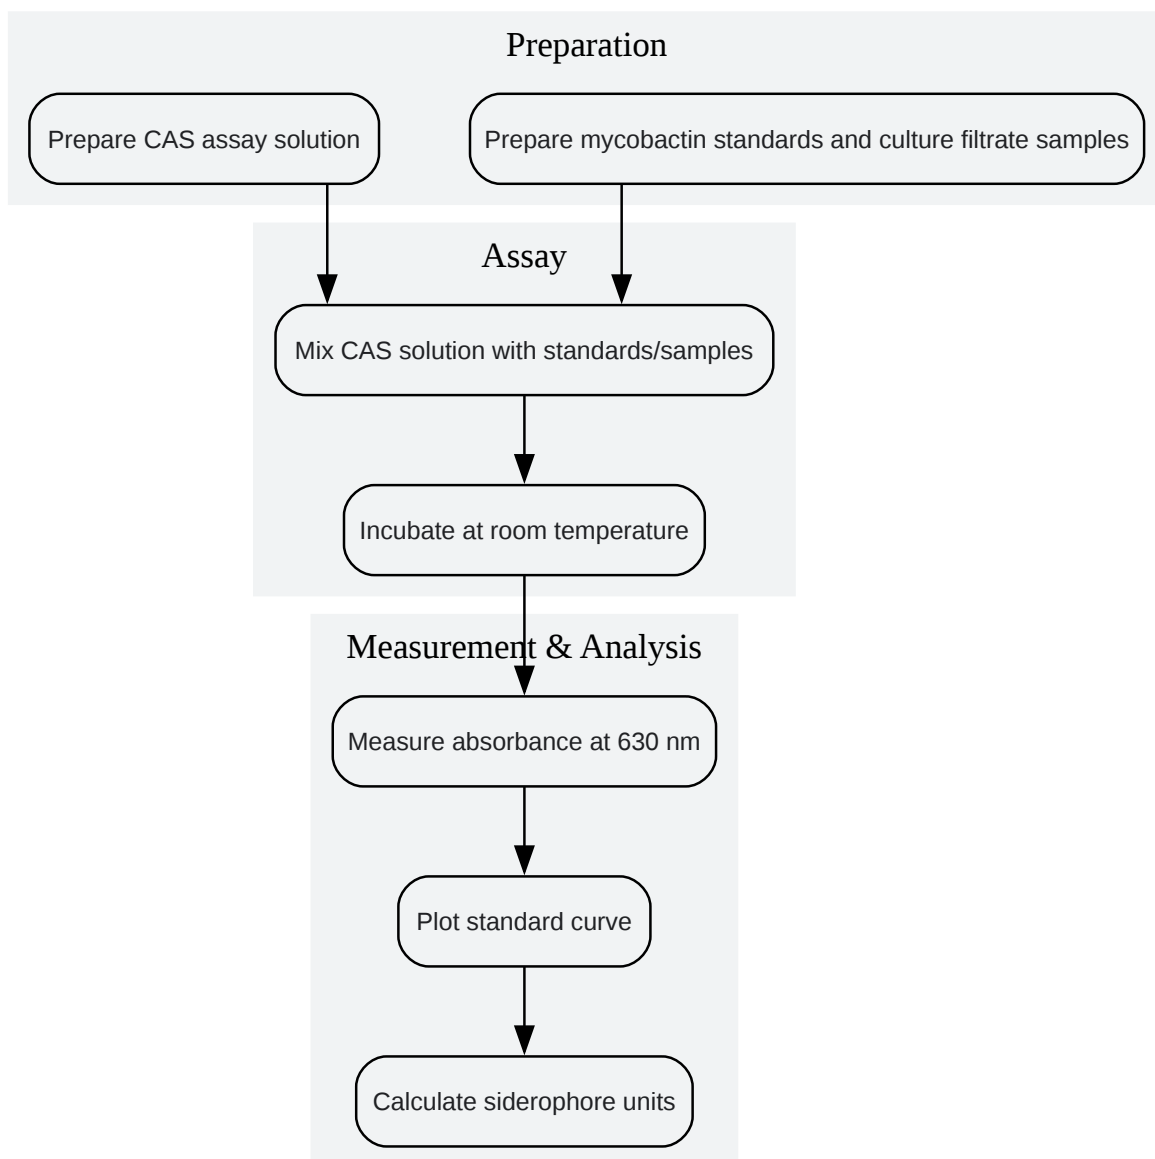 Preparation
Prepare CAS assay solution
Prepare mycobactin standards and culture filtrate samples
Assay
Mix CAS solution with standards/samples
Incubate at room temperature
Measurement & Analysis
Measure absorbance at 630 nm
Plot standard curve
Calculate siderophore units